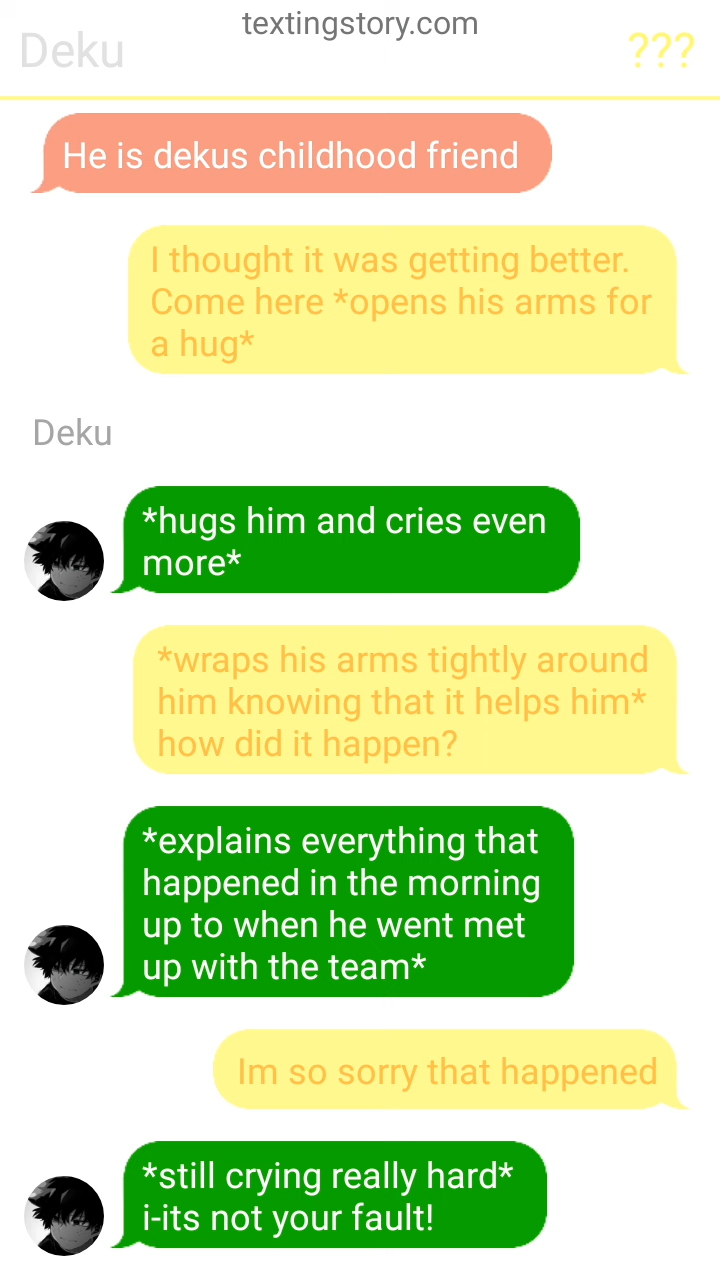 textingstory.com
Deku
???
He is dekus childhood friend
I thought it was getting better.
Come here *opens his arms for
a hug*
Deku
*hugs him and cries even
more*
*wraps his arms tightly around
him knowing that it helps him*
how did it happen?
*explains everything that
happened in the morning
up to when he went met
up with the team*
Im so sorry that happened
*still crying really hard*
i-its not your fault!